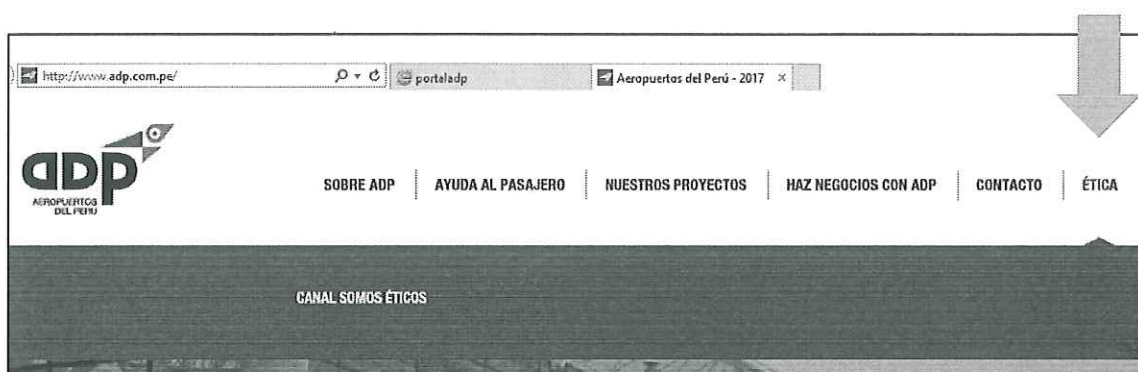 http://www.adp.com.pe/
portaladp
Aeropuertos del Perú - 2017 ×
adp
AEROPUERTOS
DEL PERÚ
SOBRE ADP
AYUDA AL PASAJERO
NUESTROS PROYECTOS
HAZ NEGOCIOS CON ADP
CONTACTO
ÉTICA
CANAL SOMOS ÉTICOS